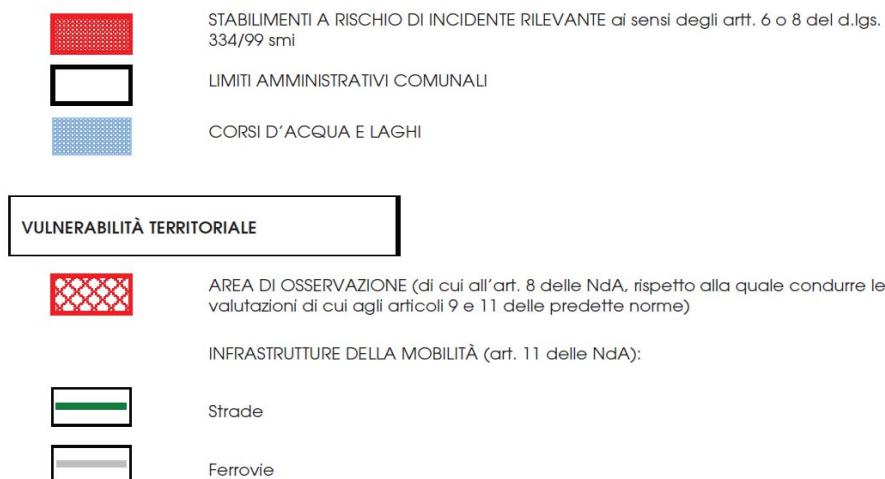 STABILIMENTI A RISCHIO DI INCIDENTE RILEVANTE ai sensi degli artt. 6 o 8 del d.lgs.
334/99 smi
LIMITI AMMINISTRATIVI COMUNALI
CORSI D'ACQUA E LAGHI
VULNERABILITÀ TERRITORIALE
AREA DI OSSERVAZIONE (di cui all'art. 8 delle NdA, rispetto alla quale condurre le
valutazioni di cui agli articoli 9 e 11 delle predette norme)
INFRASTRUTTURE DELLA MOBILITÀ (art. 11 delle NdA):
Strade
Ferrovie